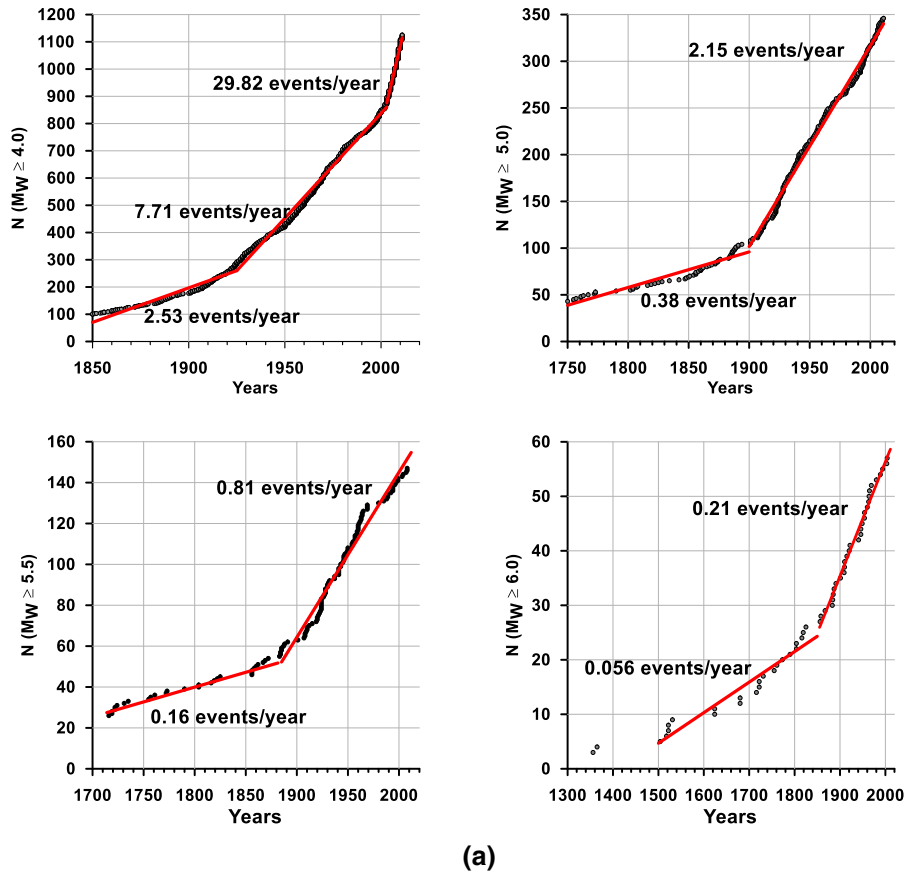 1200
1100
1000
900
800
700
600
500
400
300
200
100
0
N (MW ≥ 4.0)
29.82 events/year
7.71 events/year
2.53 events/year
1850 1900 1950 2000
Years
350
300
250
200
150
100
50
0
N (MW ≥ 5.0)
2.15 events/year
0.38 events/year
1750 1800 1850 1900 1950 2000
Years
160
140
120
100
80
60
40
20
0
N (MW ≥ 5.5)
0.81 events/year
0.16 events/year
1700 1750 1800 1850 1900 1950 2000
Years
60
50
40
30
20
10
0
N (MW ≥ 6.0)
0.21 events/year
0.056 events/year
1300 1400 1500 1600 1700 1800 1900 2000
Years
(a)